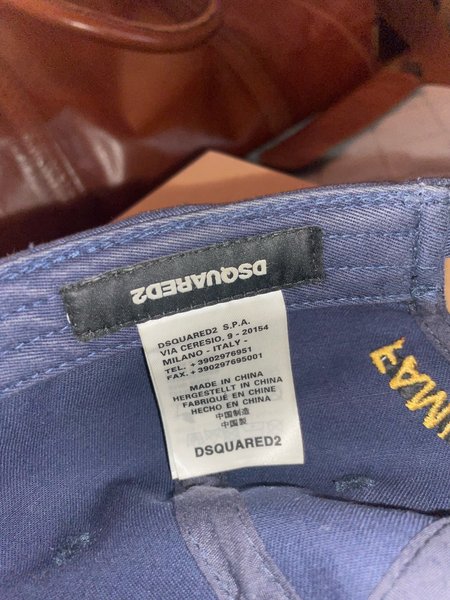 DSQUARED2
DSQUARED2 S.P.A.
VIA CERESIO, 9 - 20154
MILANO - ITALY -
TEL. +3902976951
FAX. +390297695001
MADE IN CHINA
HERGESTELLT IN CHINA
FABRIQUÉ EN CHINE
HECHO EN CHINA
中国制造
中国製
DSQUARED2